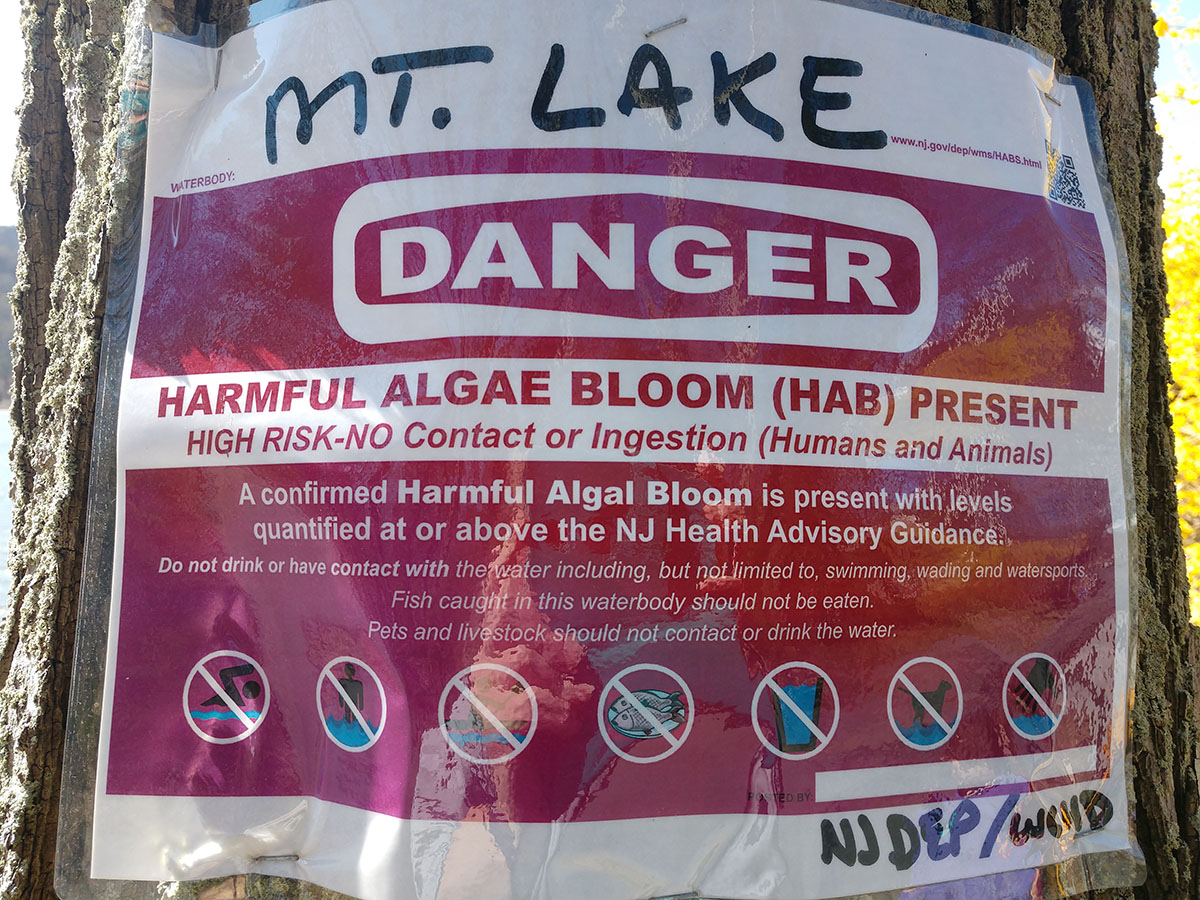 MT. LAKE
www.nj.gov/dep/wms/HABS.html
WATERBODY:
DANGER
HARMFUL ALGAE BLOOM (HAB) PRESENT
HIGH RISK-NO Contact or Ingestion (Humans and Animals)
A confirmed Harmful Algal Bloom is present with levels
quantified at or above the NJ Health Advisory Guidance.
Do not drink or have contact with the water including, but not limited to, swimming, wading and watersports.
Fish caught in this waterbody should not be eaten.
Pets and livestock should not contact or drink the water.
POSTED BY:
NJDEP/